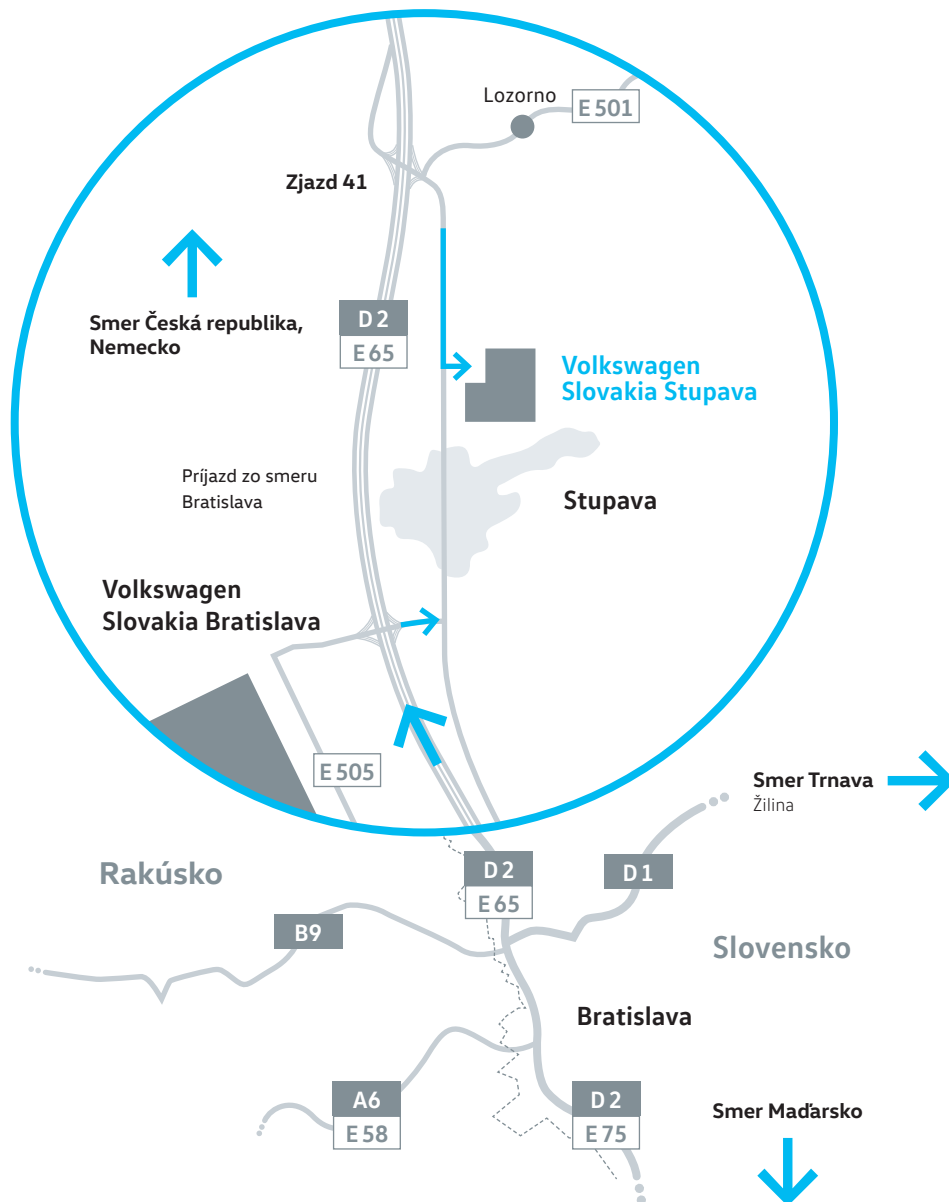 Lozorno
E 501
Zjazd 41
D 2
E 65
Smer Česká republika,
Nemecko
Volkswagen
Slovakia Stupava
Príjazd zo smeru
Bratislava
Stupava
Volkswagen
Slovakia Bratislava
E 505
Smer Trnava
Žilina
Rakúsko
D 2
E 65
D 1
B9
Slovensko
Bratislava
A6
E 58
D 2
E 75
Smer Maďarsko